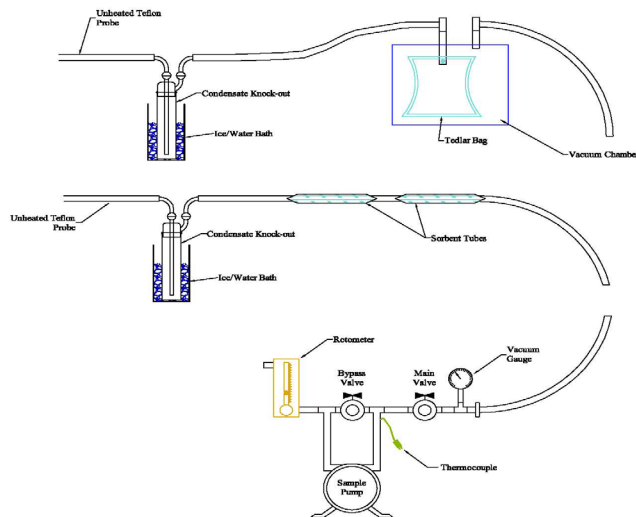 Unheated Teflon
Probe
Condensate Knock-out
Ice/Water Bath
Tedlar Bag
Vacuum Chambe
Unheated Teflon
Probe
Condensate Knock-out
Sorbent Tubes
Ice/Water Bath
Rotometer
Bypass
Valve
Main
Valve
Vacuum
Gauge
Thermocouple
Sample
Pump